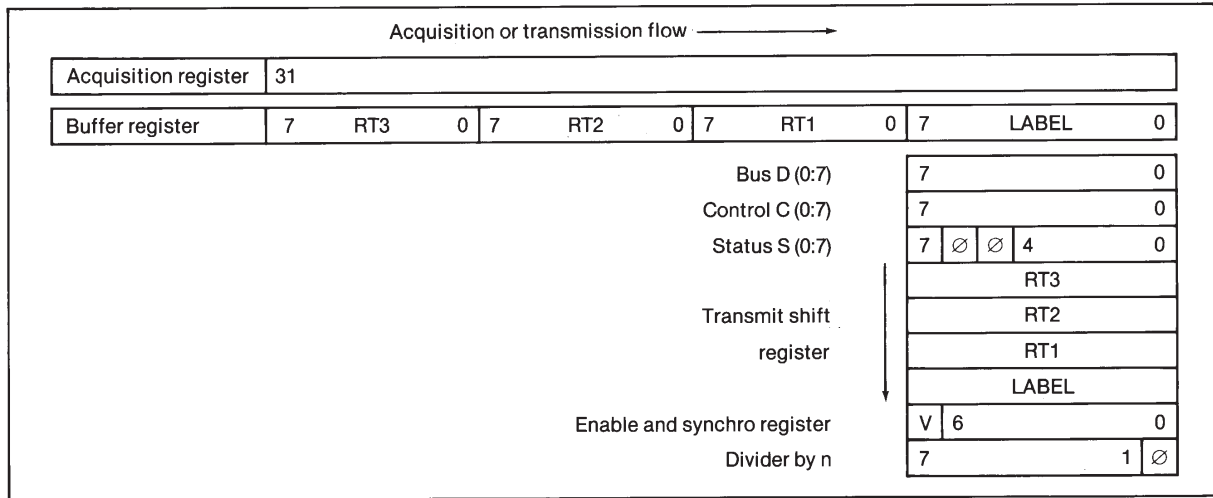 Acquisition or transmission flow
Acquisition register 31
Buffer register 7 RT3 0 7 RT2 0 7 RT1 0 7 LABEL 0
Bus D (0:7) 7 0
Control C (0:7) 7 0
Status S (0:7) 7 ∅ ∅ 4 0
RT3
Transmit shift RT2
register RT1
LABEL
Enable and synchro register V 6 0
Divider by n 7 1 ∅